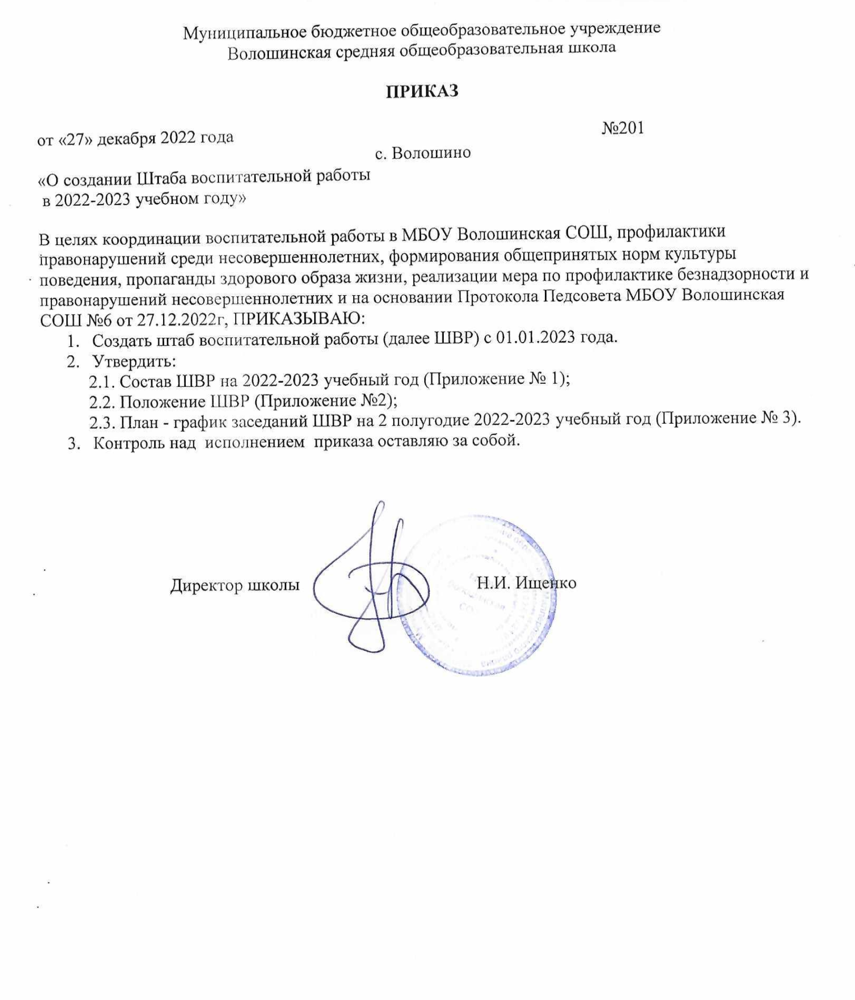 Муниципальное бюджетное общеобразовательное учреждение
Волошинская средняя общеобразовательная школа
ПРИКАЗ
от «27» декабря 2022 года №201
с. Волошино
«О создании Штаба воспитательной работы
в 2022-2023 учебном году»
В целях координации воспитательной работы в МБОУ Волошинская СОШ, профилактики
правонарушений среди несовершеннолетних, формирования общепринятых норм культуры
поведения, пропаганды здорового образа жизни, реализации мера по профилактике безнадзорности и
правонарушений несовершеннолетних и на основании Протокола Педсовета МБОУ Волошинская
СОШ №6 от 27.12.2022г, ПРИКАЗЫВАЮ:
1. Создать штаб воспитательной работы (далее ШВР) с 01.01.2023 года.
2. Утвердить:
2.1. Состав ШВР на 2022-2023 учебный год (Приложение № 1);
2.2. Положение ШВР (Приложение №2);
2.3. План - график заседаний ШВР на 2 полугодие 2022-2023 учебный год (Приложение № 3).
3. Контроль над исполнением приказа оставляю за собой.
Директор школы Н.И. Ищенко
Миллеровского района